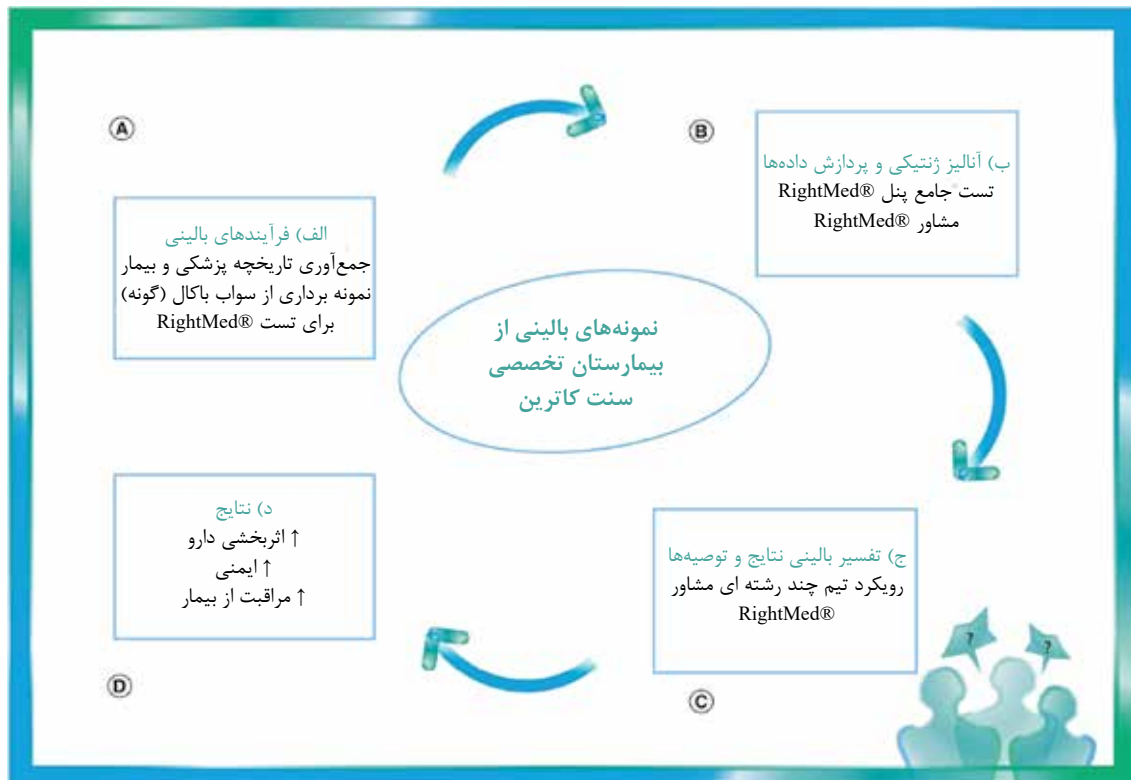 Ⓐ
الف) فرآیندهای بالینی
جمع‌آوری تاریخچه پزشکی و بیمار
نمونه برداری از سواب باکال (گونه)
برای تست RightMed®
Ⓑ
ب) آنالیز ژنتیکی و پردازش داده‌ها
تست جامع پنل RightMed®
مشاور RightMed®
نمونه‌های بالینی از
بیمارستان تخصصی
سنت کاترین
Ⓒ
ج) تفسیر بالینی نتایج و توصیه‌ها
رویکرد تیم چند رشته ای مشاور
RightMed®
? ?
Ⓓ
د) نتایج
↑ اثربخشی دارو
↑ ایمنی
↑ مراقبت از بیمار